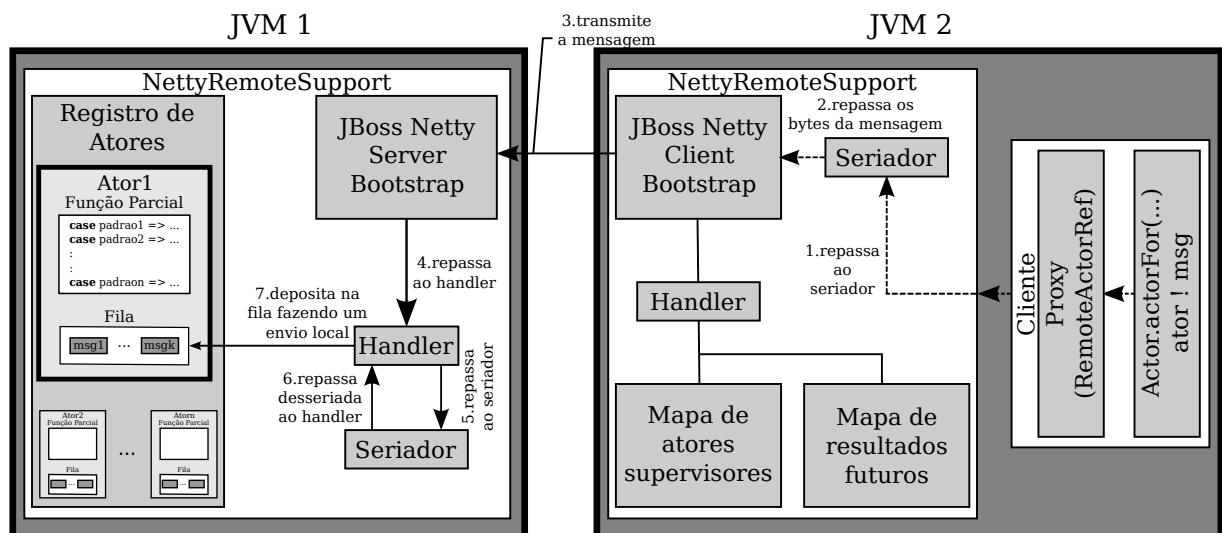 JVM 1
NettyRemoteSupport
Registro de
Atores
Ator1
Função Parcial
case padrao1 => ...
case padrao2 => ...
:
:
case padraon => ...
Fila
msg1 ... msgk
Ator2
Função Parcial
Fila
...
...
Atorn
Função Parcial
Fila
...
JBoss Netty
Server
Bootstrap
4.repassa
ao handler
7.deposita na
fila fazendo um
envio local
Handler
6.repassa
desseriada
ao handler
5.repassa
ao seriador
Seriador
3.transmite
a mensagem
JVM 2
NettyRemoteSupport
JBoss Netty
Client
Bootstrap
2.repassa os
bytes da mensagem
Seriador
1.repassa
ao
seriador
Handler
Mapa de
atores
supervisores
Mapa de
resultados
futuros
Cliente
Proxy
(RemoteActorRef)
Actor.actorFor(...)
ator ! msg